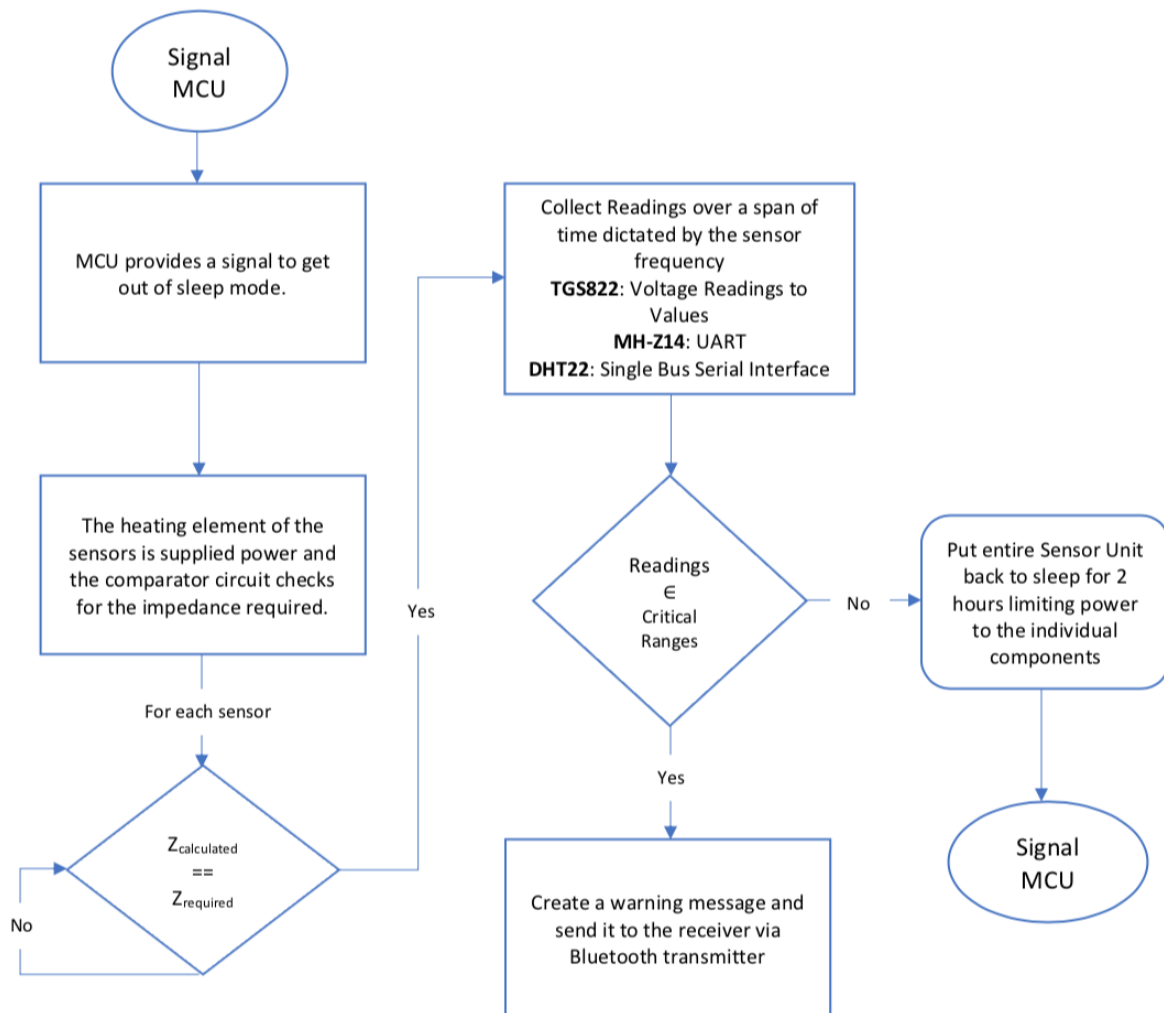 Signal
MCU
MCU provides a signal to get
out of sleep mode.
The heating element of the
sensors is supplied power and
the comparator circuit checks
for the impedance required.
For each sensor
Zcalculated
==
Zrequired
No
Yes
Collect Readings over a span of
time dictated by the sensor
frequency
TGS822: Voltage Readings to
Values
MH-Z14: UART
DHT22: Single Bus Serial Interface
Readings
∈
Critical
Ranges
No
Put entire Sensor Unit
back to sleep for 2
hours limiting power
to the individual
components
Signal
MCU
Yes
Create a warning message and
send it to the receiver via
Bluetooth transmitter